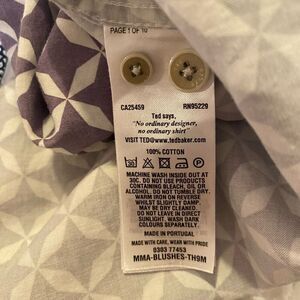 PAGE 1 OF 10
CA25459 RN95229
Ted says,
"No ordinary designer,
no ordinary shirt"
VISIT TED@WWW.TEDBAKER.COM
100% COTTON
30
MACHINE WASH INSIDE OUT AT
30C. DO NOT USE PRODUCTS
CONTAINING BLEACH, OIL OR
ALCOHOL. DO NOT TUMBLE DRY.
WARM IRON ON REVERSE
WHILST SLIGHTLY DAMP.
MAY BE DRY CLEANED.
DO NOT LEAVE IN DIRECT
SUNLIGHT. WASH DARK
COLOURS SEPARATELY.
MADE IN PORTUGAL
MADE WITH CARE, WEAR WITH PRIDE
0303 77453
MMA-BLUSHES-TH9M